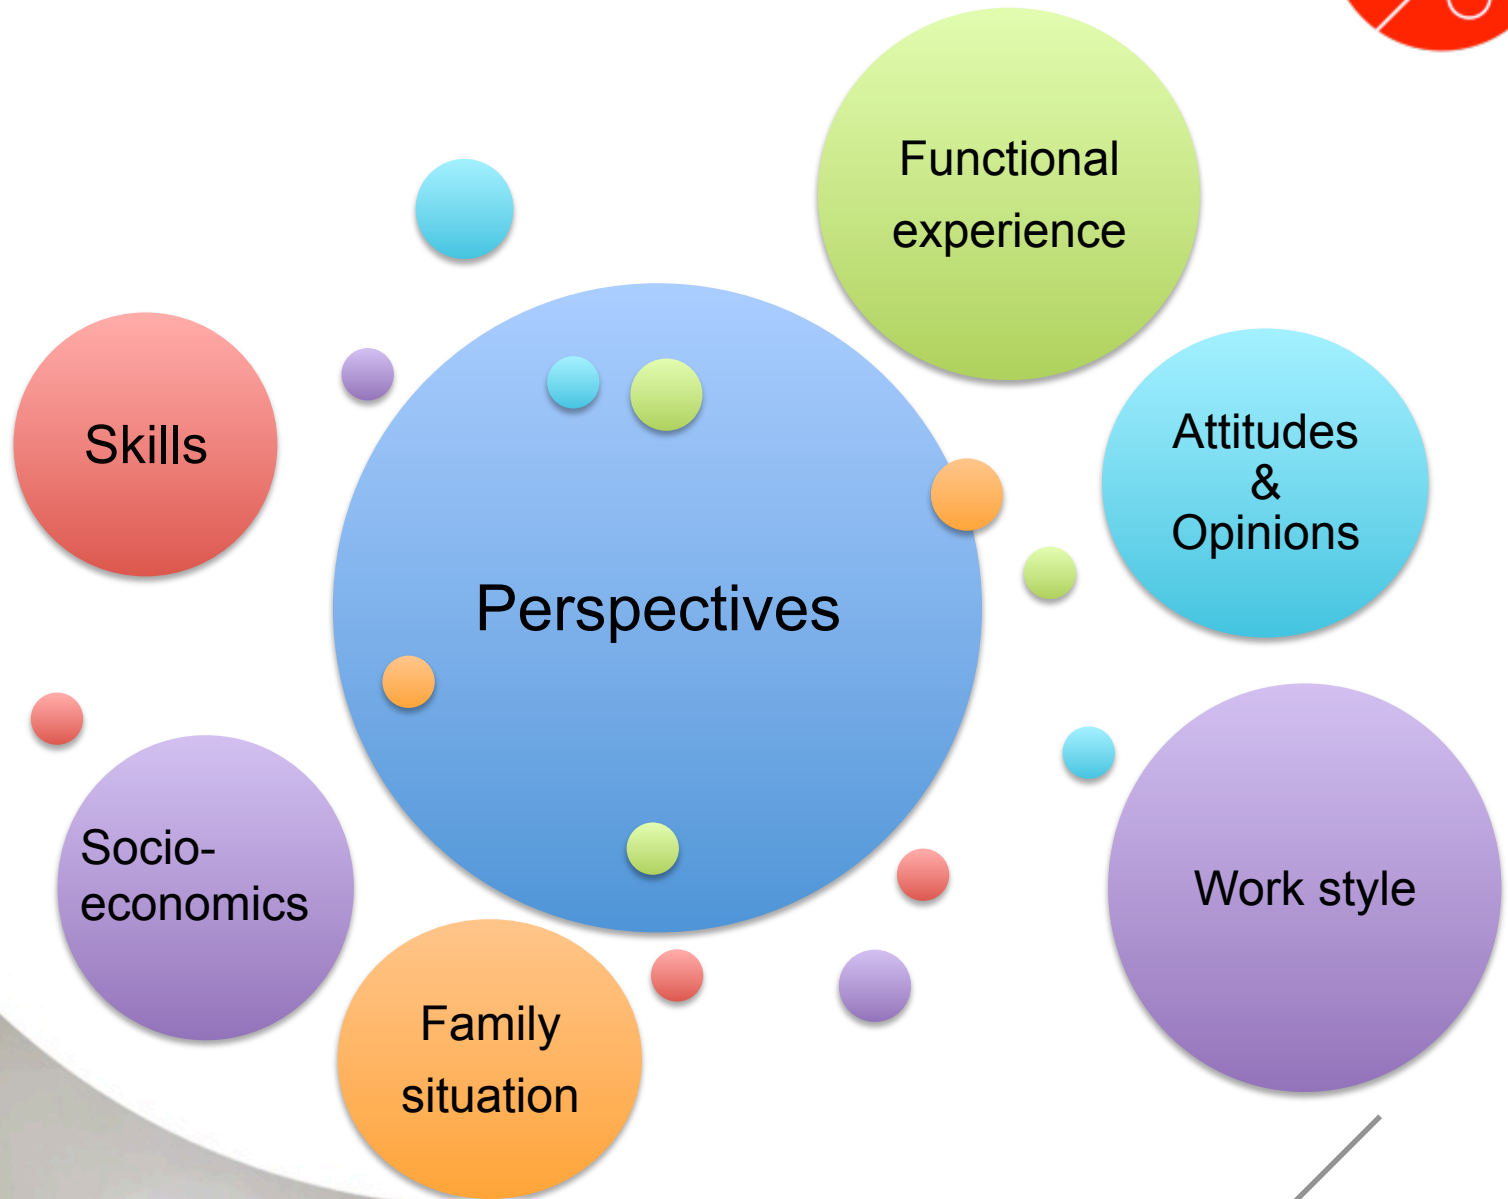 Functional
experience
Skills
Attitudes
&
Opinions
Perspectives
Socio-
economics
Work style
Family
situation